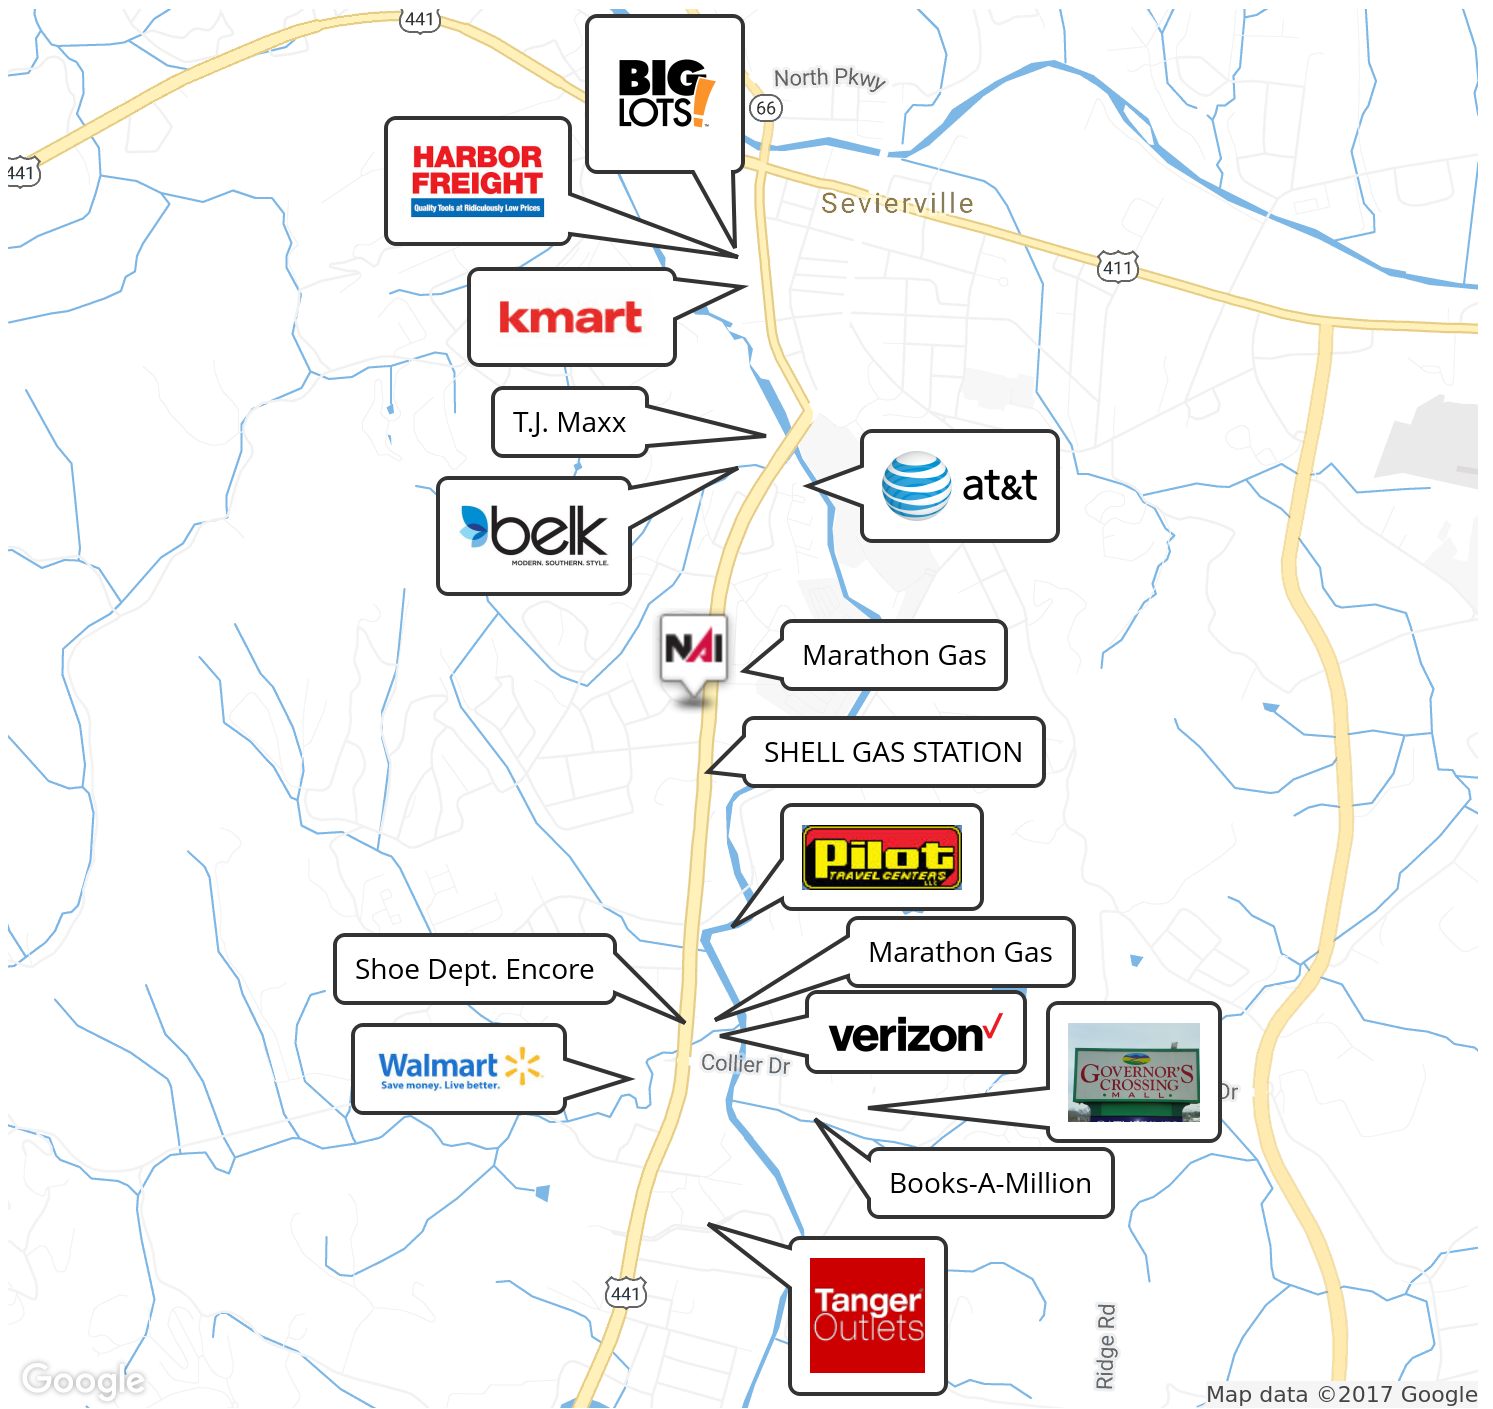 441
BIG
LOTS!
North Pkwy
66
441
HARBOR
FREIGHT
Quality Tools at Ridiculously Low Prices
Sevierville
411
kmart
T.J. Maxx
at&t
belk
MODERN. SOUTHERN. STYLE.
NAI
Marathon Gas
SHELL GAS STATION
Pilot
TRAVEL CENTERS
LLC
Marathon Gas
Shoe Dept. Encore
verizon
Walmart
Save money. Live better.
Collier Dr
GOVERNOR'S
CROSSING
· MALL ·
Dr
Books-A-Million
Tanger
Outlets
441
Ridge Rd
Google
Map data ©2017 Google